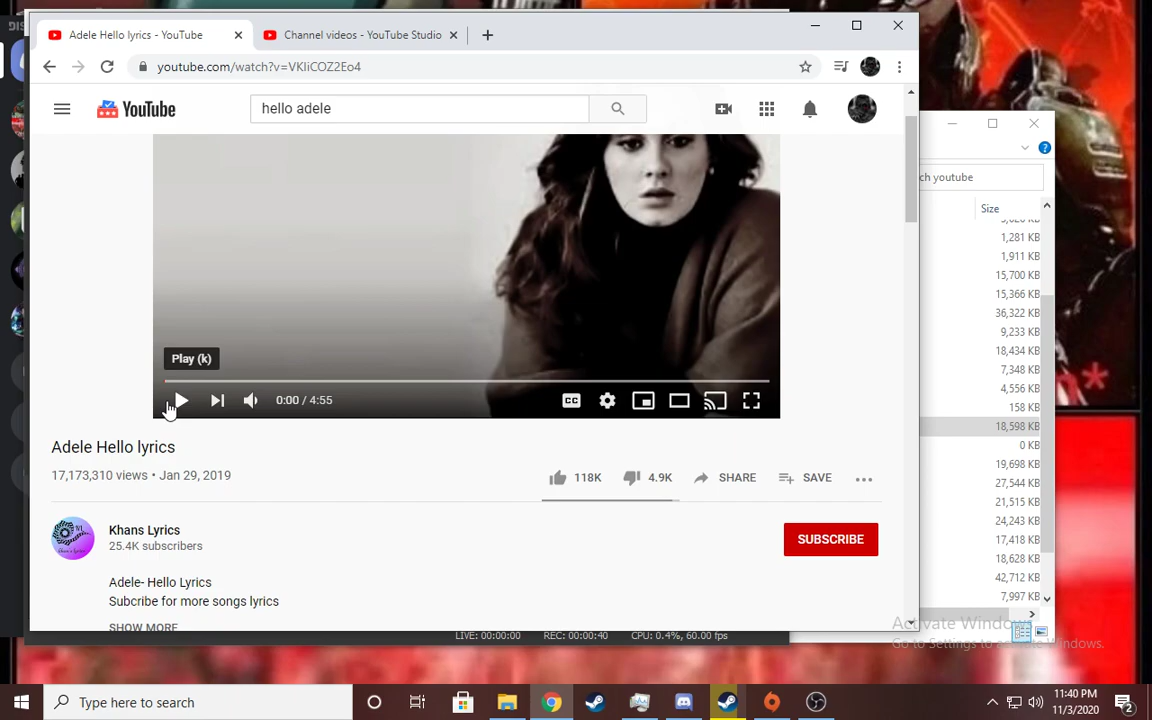 Adele Hello lyrics - YouTube
Channel videos - YouTube Studio
youtube.com/watch?v=VKIiCOZ2Eo4
YouTube
hello adele
ch youtube
Size
1,281 KB
1,911 KB
15,700 KB
15,366 KB
36,322 KB
9,233 KB
18,434 KB
7,348 KB
4,556 KB
158 KB
18,598 KB
0 KB
19,698 KB
27,544 KB
21,515 KB
24,243 KB
17,418 KB
18,628 KB
42,712 KB
7,997 KB
Play (k)
0:00 / 4:55
CC
Adele Hello lyrics
17,173,310 views • Jan 29, 2019
118K
4.9K
SHARE
SAVE
Khans Lyrics
25.4K subscribers
SUBSCRIBE
Adele- Hello Lyrics
Subcribe for more songs lyrics
SHOW MORE
Activate Windows
Go to Settings to activate Windows.
LIVE: 00:00:00
REC: 00:00:40
CPU: 0.4%, 60.00 fps
Type here to search
11:40 PM
11/3/2020
2